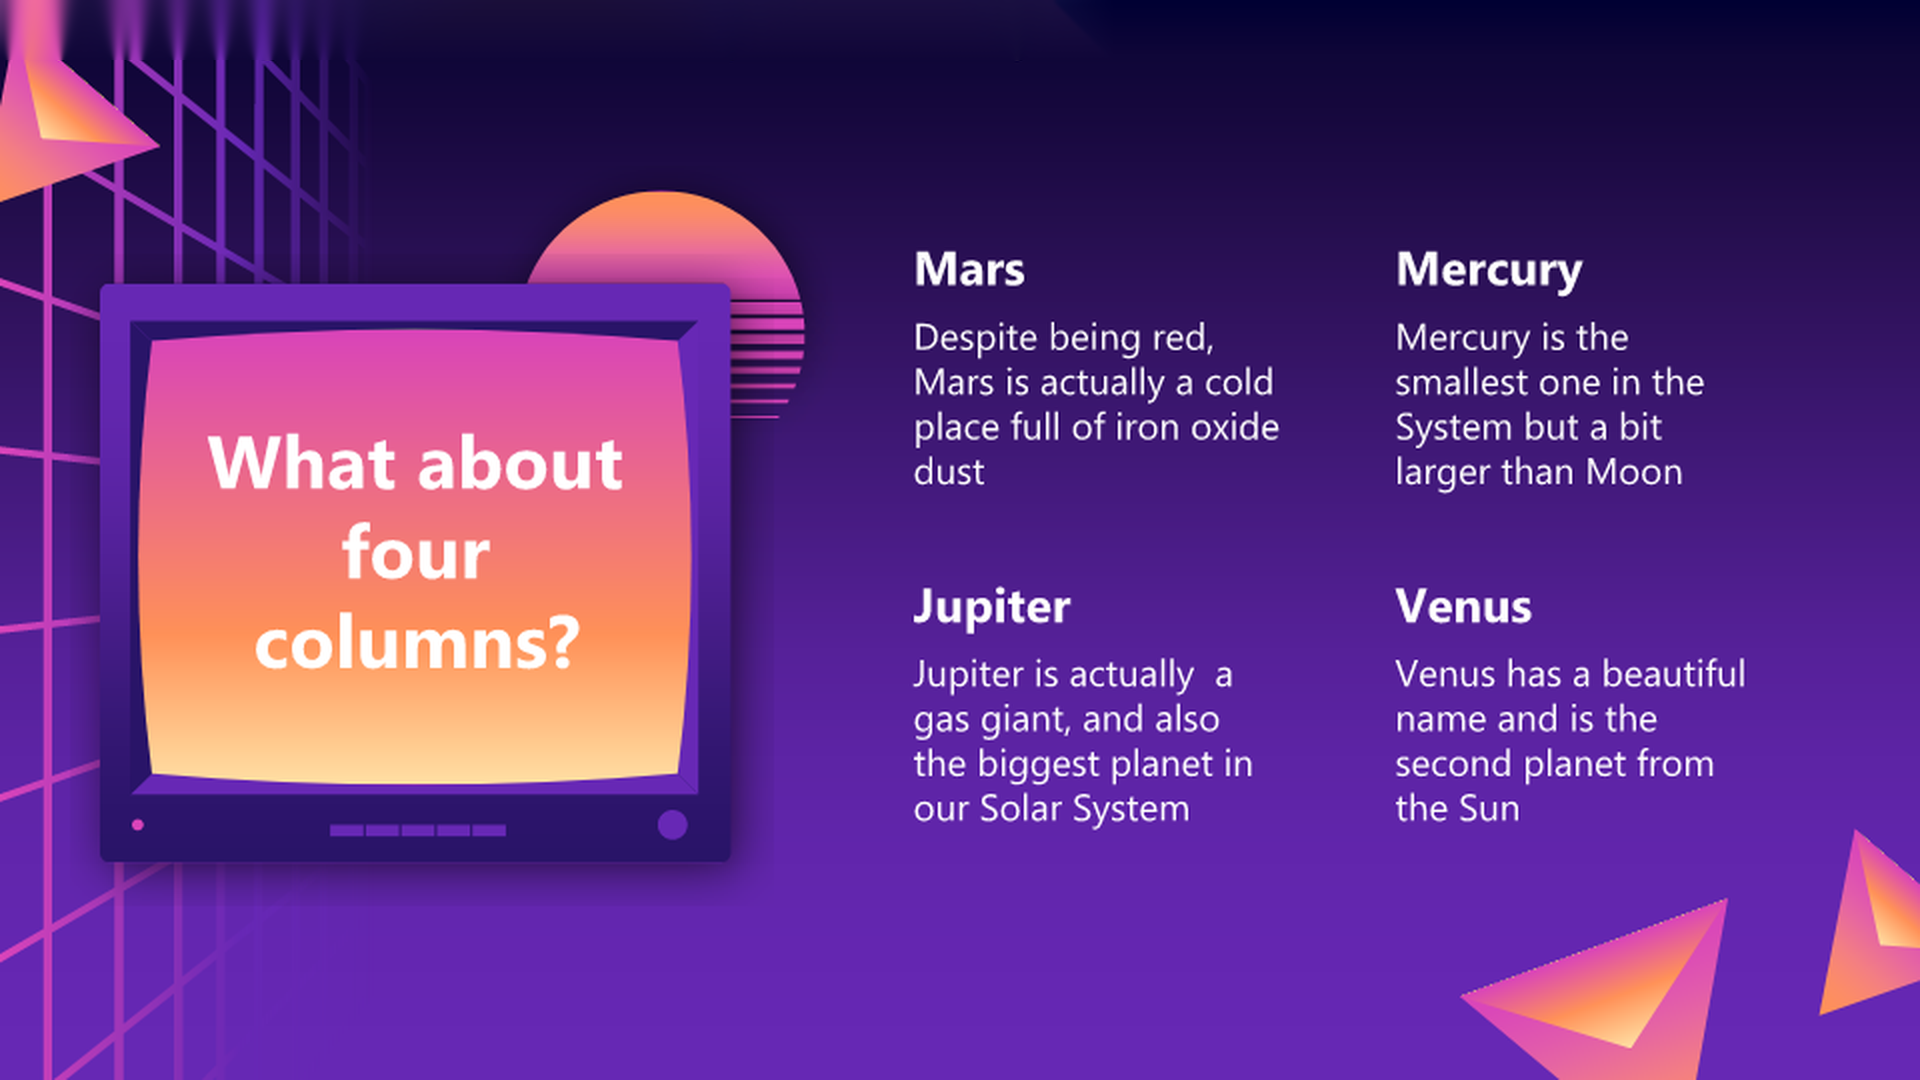 What about
four
columns?
Mars
Despite being red,
Mars is actually a cold
place full of iron oxide
dust
Mercury
Mercury is the
smallest one in the
System but a bit
larger than Moon
Jupiter
Jupiter is actually  a
gas giant, and also
the biggest planet in
our Solar System
Venus
Venus has a beautiful
name and is the
second planet from
the Sun